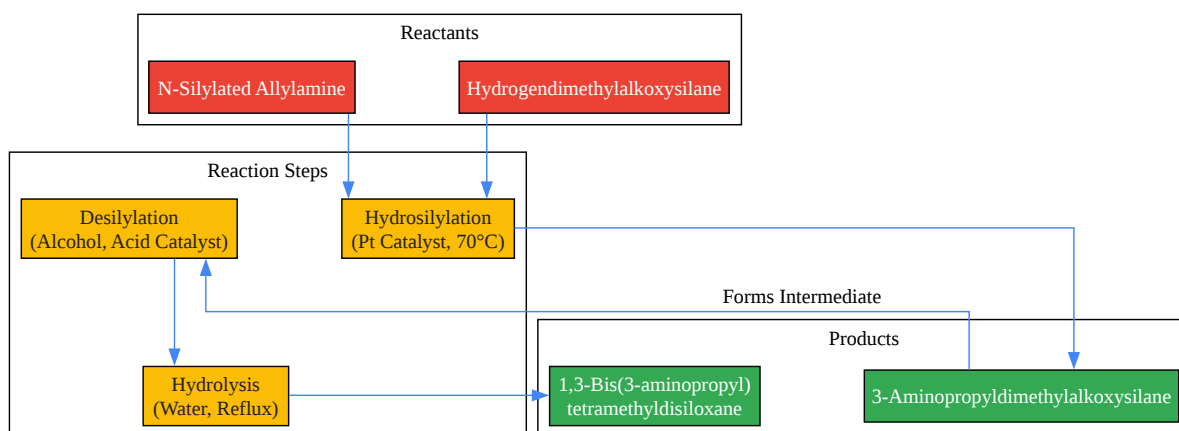 Reactants
N-Silylated Allylamine
Hydrogendimethylalkoxysilane
Reaction Steps
Desilylation
(Alcohol, Acid Catalyst)
Hydrosilylation
(Pt Catalyst, 70°C)
Forms Intermediate
Products
Hydrolysis
(Water, Reflux)
1,3-Bis(3-aminopropyl)
tetramethyldisiloxane
3-Aminopropyldimethylalkoxysilane